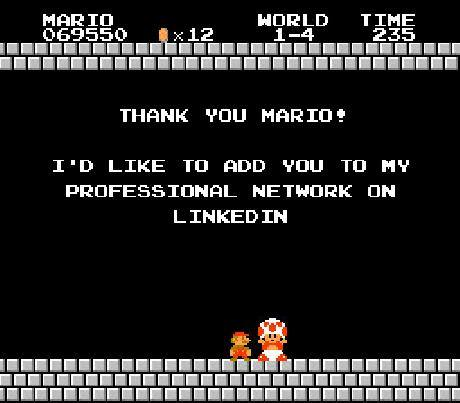 MARIO WORLD TIME
069550 x12 1-4 235
THANK YOU MARIO!
I'D LIKE TO ADD YOU TO MY
PROFESSIONAL NETWORK ON
LINKEDIN